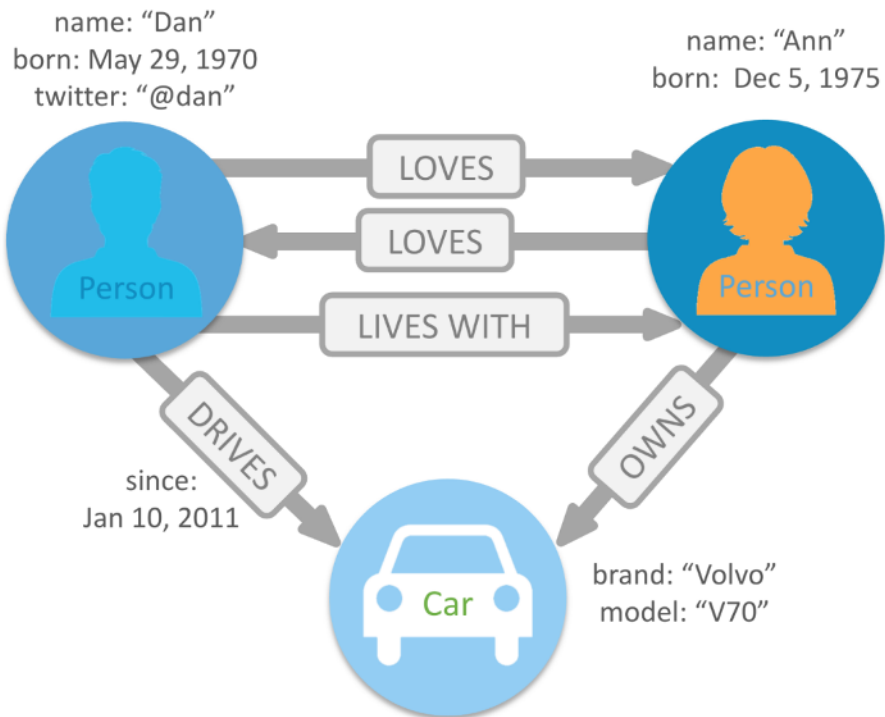 name: “Dan”
born: May 29, 1970
twitter: “@dan”
name: “Ann”
born:  Dec 5, 1975
LOVES
LOVES
Person
Person
LIVES WITH
DRIVES
OWNS
since:
Jan 10, 2011
Car
brand: “Volvo”
model: “V70”